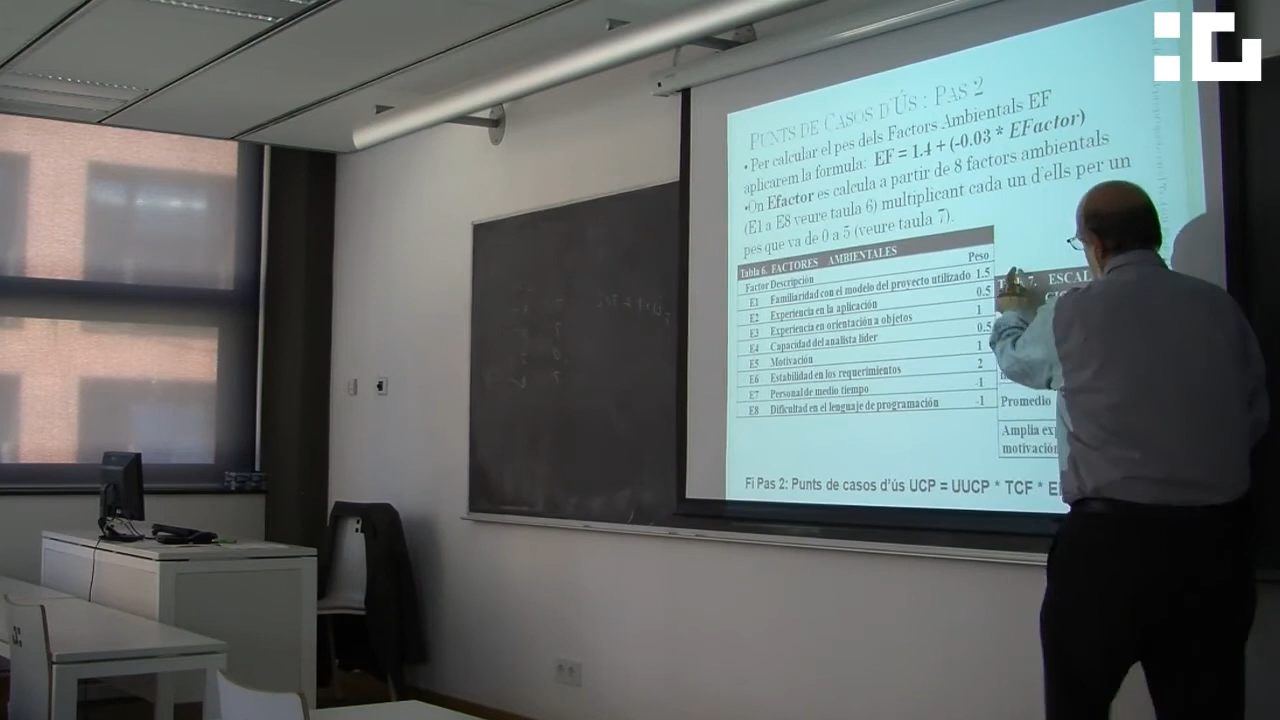 PUNTS DE CASOS D'ÚS : PAS 2
• Per calcular el pes dels Factors Ambientals EF
aplicarem la formula: EF = 1.4 + (-0.03 * EFactor)
•On Efactor es calcula a partir de 8 factors ambientals
(E1 a E8 veure taula 6) multiplicant cada un d'ells per un
pes que va de 0 a 5 (veure taula 7).
Tabla 6. FACTORES AMBIENTALES
Factor Descripción Peso
E1 Familiaridad con el modelo del proyecto utilizado 1.5
E2 Experiencia en la aplicación 0.5
E3 Experiencia en orientación a objetos 1
E4 Capacidad del analista líder 0.5
E5 Motivación 1
E6 Estabilidad en los requerimientos 2
E7 Personal de medio tiempo -1
E8 Dificultad en el lenguaje de programación -1
7. ESCAL
Promedio
Amplia
motivación
Fi Pas 2: Punts de casos d'ús UCP = UUCP * TCF * E